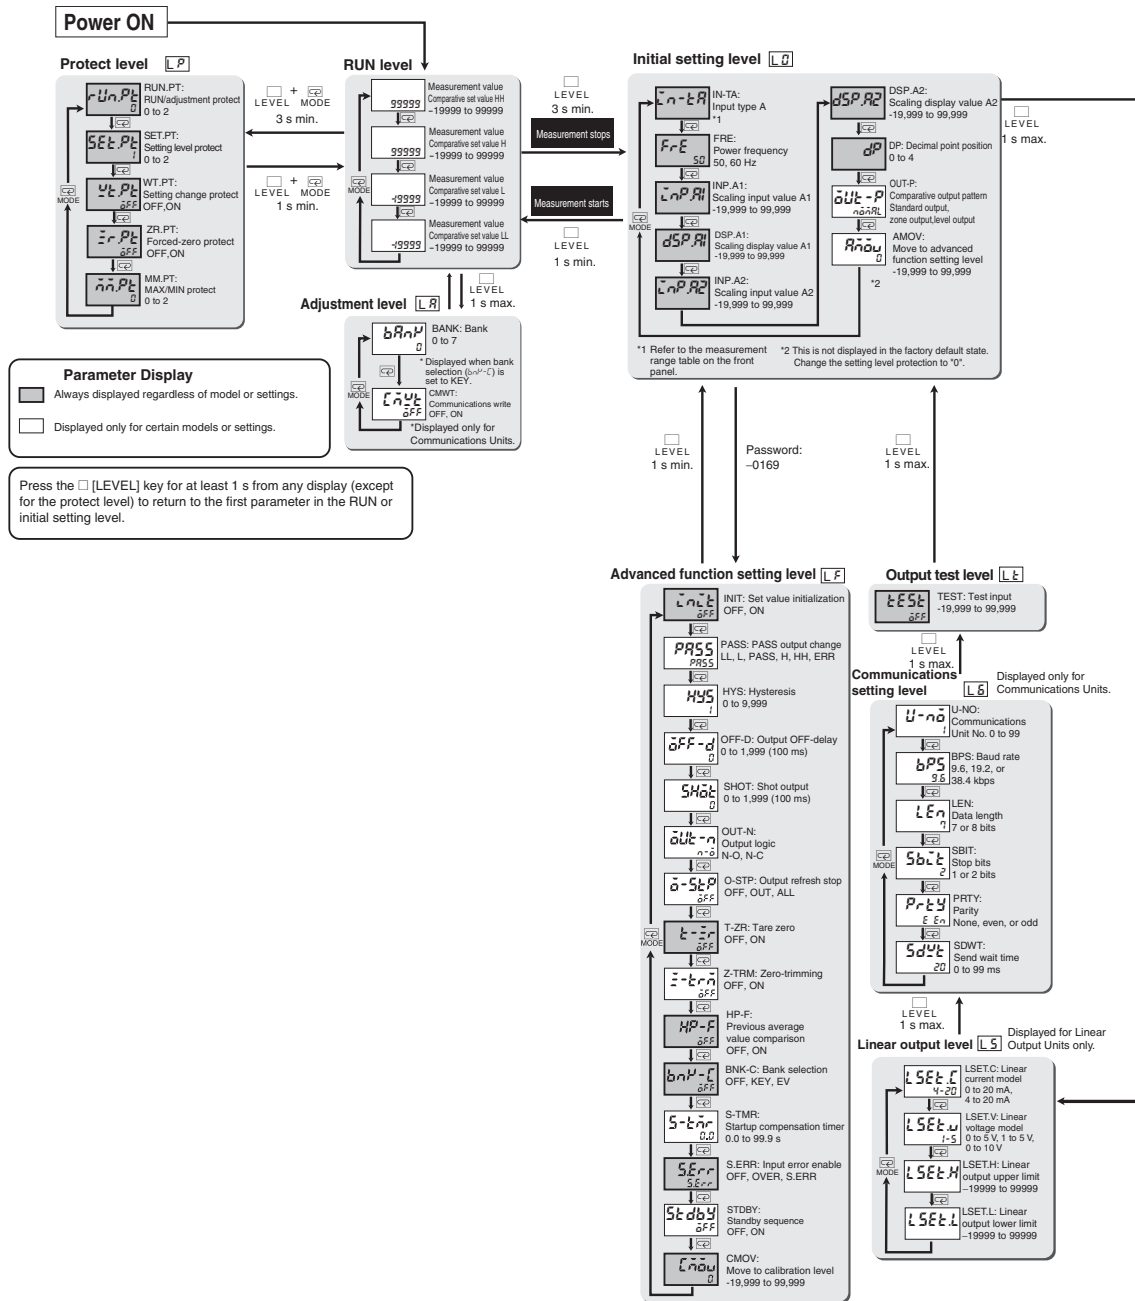 Power ON
Protect level LP
RUN.PT:
RUN/adjustment protect
0 to 2
SET.PT:
Setting level protect
0 to 2
WT.PT:
Setting change protect
OFF,ON
ZR.PT:
Forced-zero protect
OFF,ON
MM.PT:
MAX/MIN protect
0 to 2
MODE
LEVEL + MODE
3 s min.
LEVEL + MODE
1 s min.
RUN level
99999
Measurement value
Comparative set value HH
-19999 to 99999
99999
Measurement value
Comparative set value H
-19999 to 99999
-19999
Measurement value
Comparative set value L
-19999 to 99999
-19999
Measurement value
Comparative set value LL
-19999 to 99999
MODE
LEVEL
3 s min.
Measurement stops
Measurement starts
LEVEL
1 s min.
LEVEL
1 s max.
Adjustment level LA
BANK: Bank
0 to 7
* Displayed when bank
selection (bnK-C) is
set to KEY.
CMWT:
Communications write
OFF, ON
*Displayed only for
Communications Units.
MODE
Initial setting level L0
IN-TA:
Input type A
*1
FRE:
Power frequency
50, 60 Hz
INP.A1:
Scaling input value A1
-19,999 to 99,999
DSP.A1:
Scaling display value A1
-19,999 to 99,999
INP.A2:
Scaling input value A2
-19,999 to 99,999
MODE
DSP.A2:
Scaling display value A2
-19,999 to 99,999
DP: Decimal point position
0 to 4
OUT-P:
Comparative output pattern
Standard output,
zone output,level output
AMOV:
Move to advanced
function setting level
-19,999 to 99,999
*2
*1 Refer to the measurement
range table on the front
panel.
*2 This is not displayed in the factory default state.
Change the setting level protection to "0".
LEVEL
1 s max.
Parameter Display
Always displayed regardless of model or settings.
Displayed only for certain models or settings.
Press the □ [LEVEL] key for at least 1 s from any display (except
for the protect level) to return to the first parameter in the RUN or
initial setting level.
LEVEL
1 s min.
Password:
–0169
LEVEL
1 s max.
Advanced function setting level LF
INIT: Set value initialization
OFF, ON
PASS: PASS output change
LL, L, PASS, H, HH, ERR
HYS: Hysteresis
0 to 9,999
OFF-D: Output OFF-delay
0 to 1,999 (100 ms)
SHOT: Shot output
0 to 1,999 (100 ms)
OUT-N:
Output logic
N-O, N-C
O-STP: Output refresh stop
OFF, OUT, ALL
T-ZR: Tare zero
OFF, ON
Z-TRM: Zero-trimming
OFF, ON
HP-F:
Previous average
value comparison
OFF, ON
BNK-C: Bank selection
OFF, KEY, EV
S-TMR:
Startup compensation timer
0.0 to 99.9 s
S.ERR: Input error enable
OFF, OVER, S.ERR
STDBY:
Standby sequence
OFF, ON
CMOV:
Move to calibration level
-19,999 to 99,999
MODE
Output test level Lt
TEST: Test input
-19,999 to 99,999
LEVEL
1 s max.
Communications
setting level L6
Displayed only for
Communications Units.
U-NO:
Communications
Unit No. 0 to 99
BPS: Baud rate
9.6, 19.2, or
38.4 kbps
LEN:
Data length
7 or 8 bits
SBIT:
Stop bits
1 or 2 bits
PRTY:
Parity
None, even, or odd
SDWT:
Send wait time
0 to 99 ms
MODE
LEVEL
1 s max.
Linear output level L5
Displayed for Linear
Output Units only.
LSET.C: Linear
current model
0 to 20 mA,
4 to 20 mA
LSET.V: Linear
voltage model
0 to 5 V, 1 to 5 V,
0 to 10 V
LSET.H: Linear
output upper limit
–19999 to 99999
LSET.L: Linear
output lower limit
–19999 to 99999
MODE